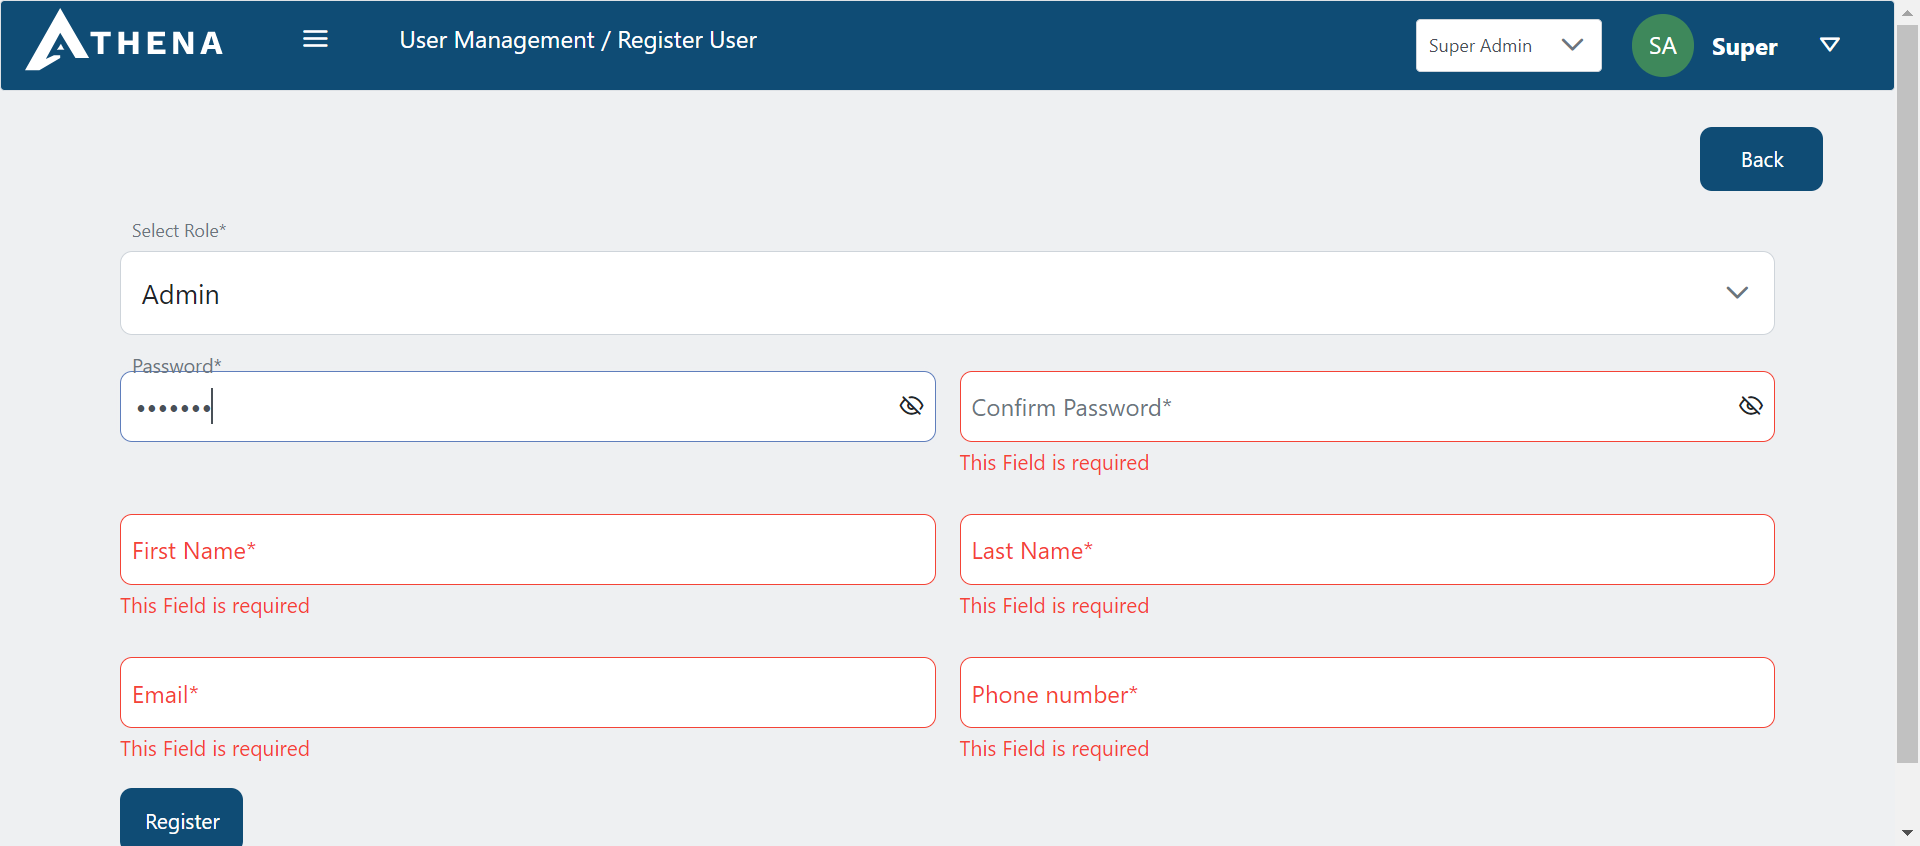 ATHENA
User Management / Register User
Super Admin
SA
Super
Back
Select Role*
Admin
Password*
•••••••
Confirm Password*
This Field is required
First Name*
Last Name*
This Field is required
This Field is required
Email*
Phone number*
This Field is required
This Field is required
Register